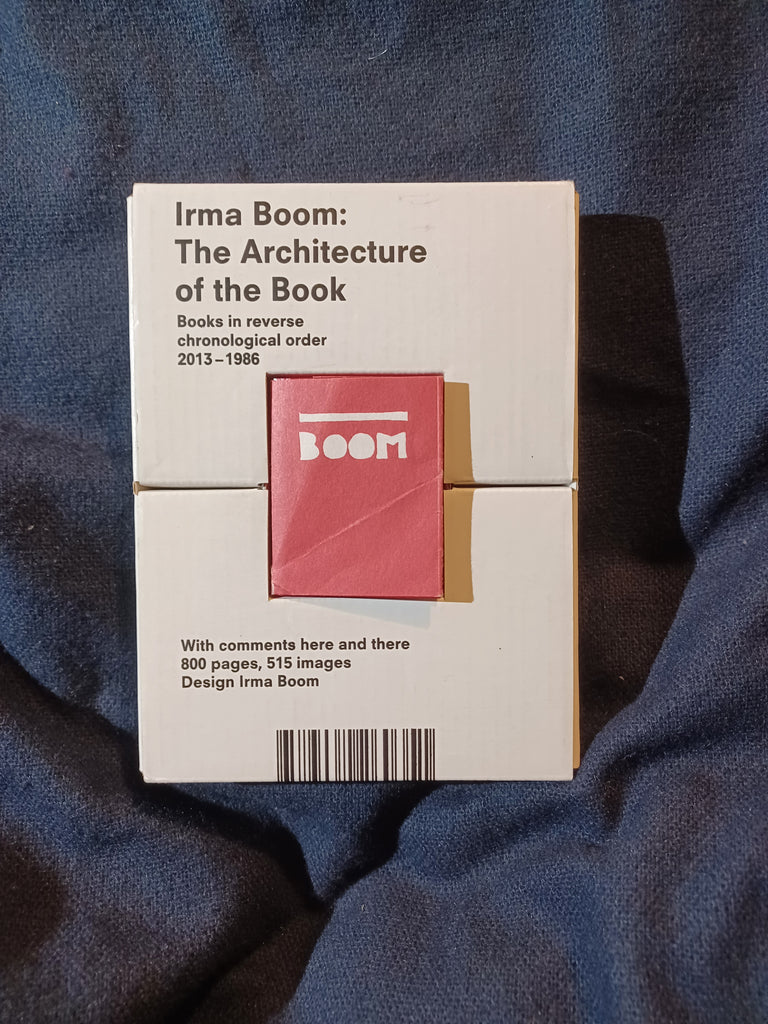 Irma Boom:
The Architecture
of the Book
Books in reverse
chronological order
2013–1986
BOOM
With comments here and there
800 pages, 515 images
Design Irma Boom